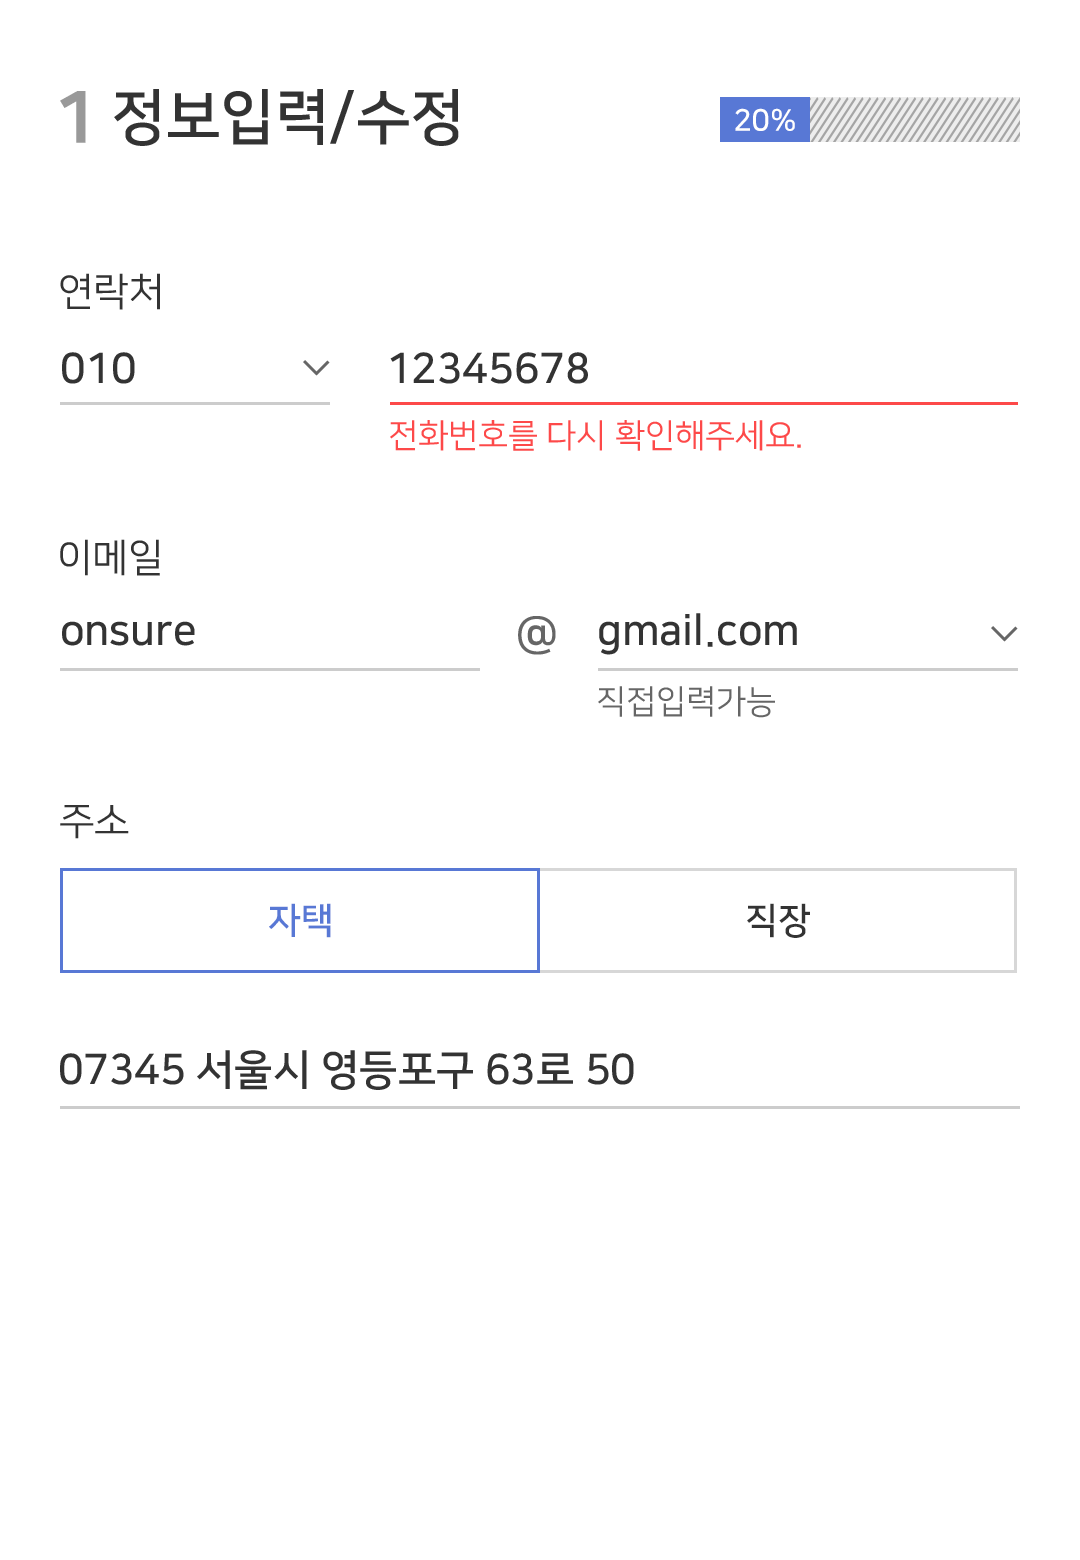 1 정보입력/수정
20%
연락처
010
12345678
전화번호를 다시 확인해주세요.
이메일
onsure @ gmail.com
직접입력가능
주소
자택
직장
07345 서울시 영등포구 63로 50